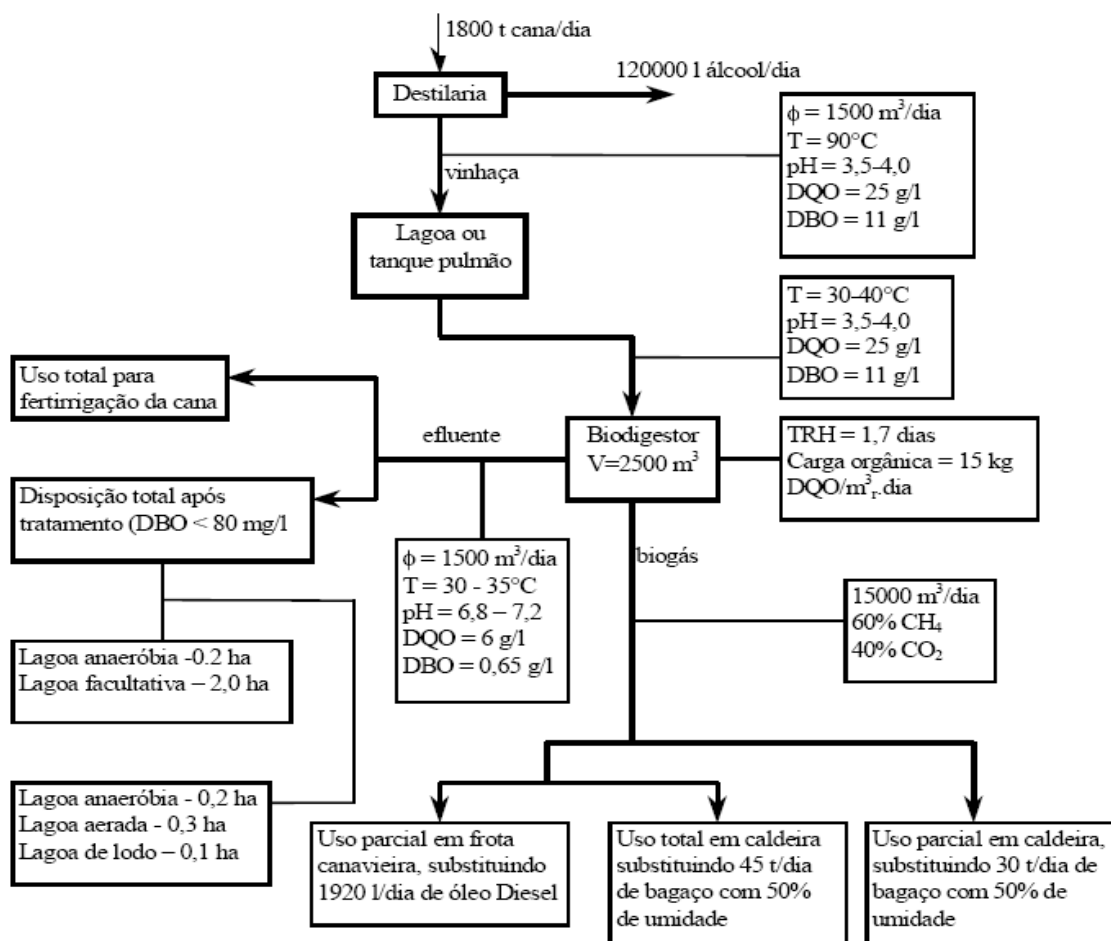 1800 t cana/dia
120000 l álcool/dia
Destilaria
ϕ = 1500 m³/dia
T = 90°C
pH = 3,5-4,0
DQO = 25 g/l
DBO = 11 g/l
vinhaça
Lagoa ou
tanque pulmão
T = 30-40°C
pH = 3,5-4,0
DQO = 25 g/l
DBO = 11 g/l
Uso total para
fertirrigação da cana
efluente
Biodigestor
V=2500 m³
TRH = 1,7 dias
Carga orgânica = 15 kg
DQO/m³ᵣ.dia
Disposição total após
tratamento (DBO < 80 mg/l
ϕ = 1500 m³/dia
T = 30 - 35°C
pH = 6,8 – 7,2
DQO = 6 g/l
DBO = 0,65 g/l
biogás
15000 m³/dia
60% CH₄
40% CO₂
Lagoa anaeróbia -0.2 ha
Lagoa facultativa – 2,0 ha
Lagoa anaeróbia - 0,2 ha
Lagoa aerada - 0,3 ha
Lagoa de lodo – 0,1 ha
Uso parcial em frota
canavieira, substituindo
1920 l/dia de óleo Diesel
Uso total em caldeira
substituindo 45 t/dia
de bagaço com 50%
de umidade
Uso parcial em caldeira,
substituindo 30 t/dia de
bagaço com 50% de
umidade